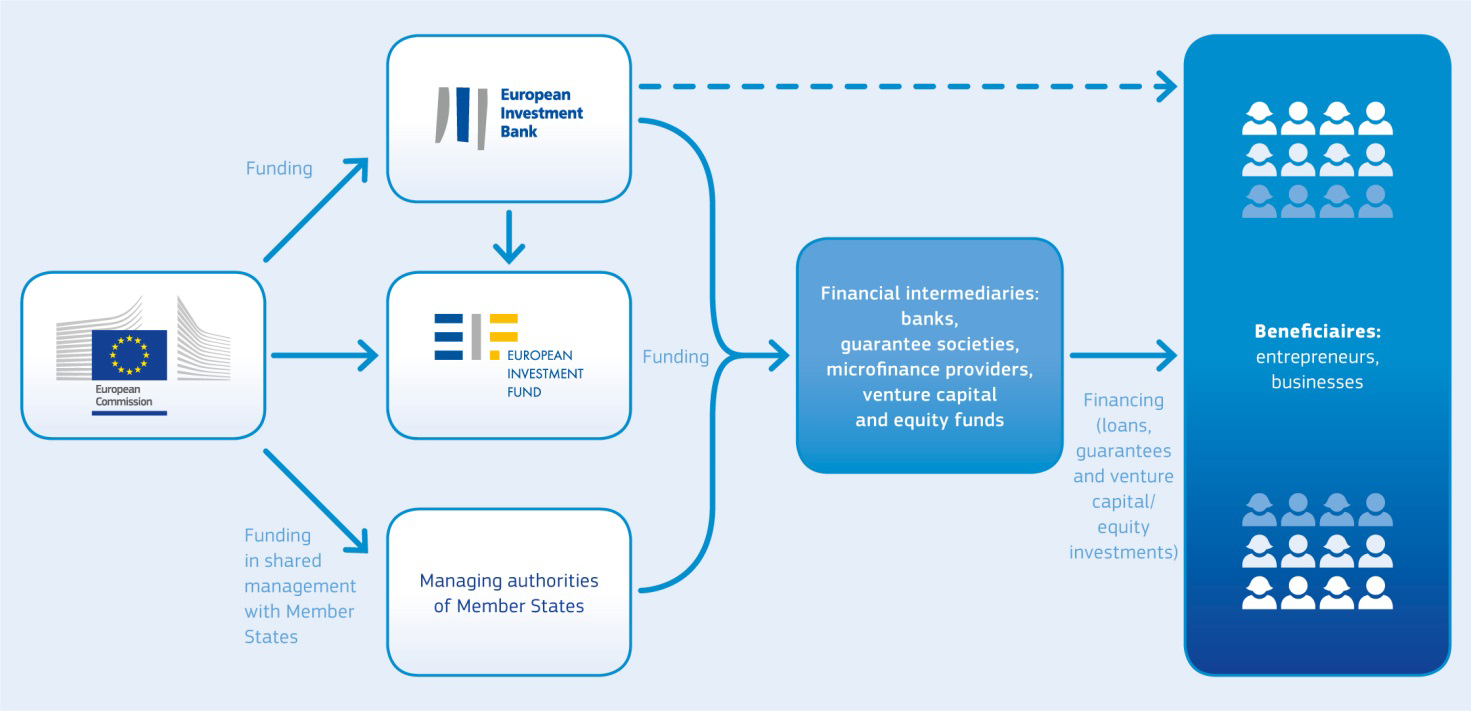 European
Investment
Bank
Funding
European
Commission
EUROPEAN
INVESTMENT
FUND
Funding
Funding
in shared
management
with Member
States
Managing authorities
of Member States
Financial intermediaries:
banks,
guarantee societies,
microfinance providers,
venture capital
and equity funds
Financing
(loans,
guarantees
and venture
capital/
equity
investments)
Beneficiaires:
entrepreneurs,
businesses